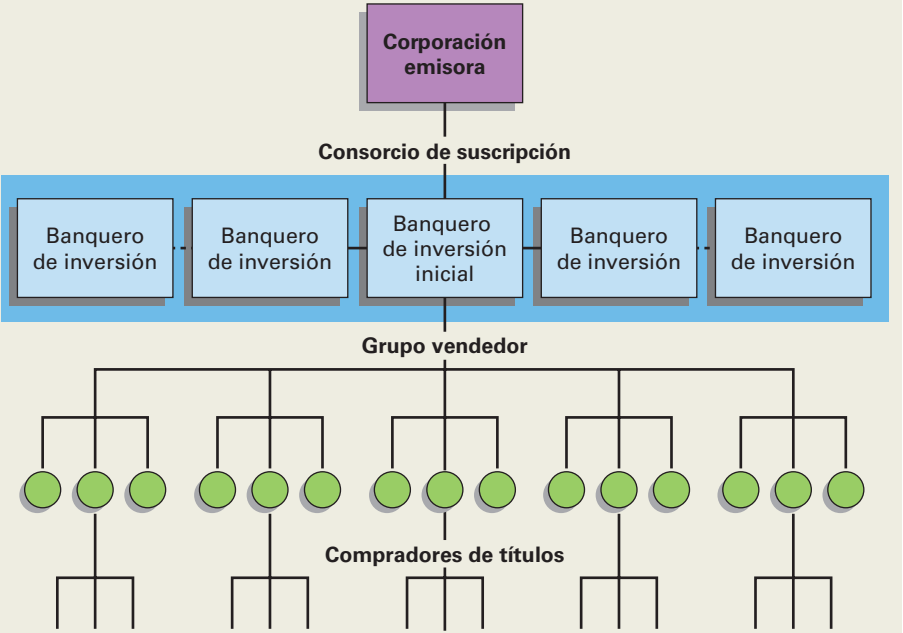 Corporación
emisora
Consorcio de suscripción
Banquero
de inversión
Banquero
de inversión
Banquero
de inversión
inicial
Banquero
de inversión
Banquero
de inversión
Grupo vendedor
Compradores de títulos